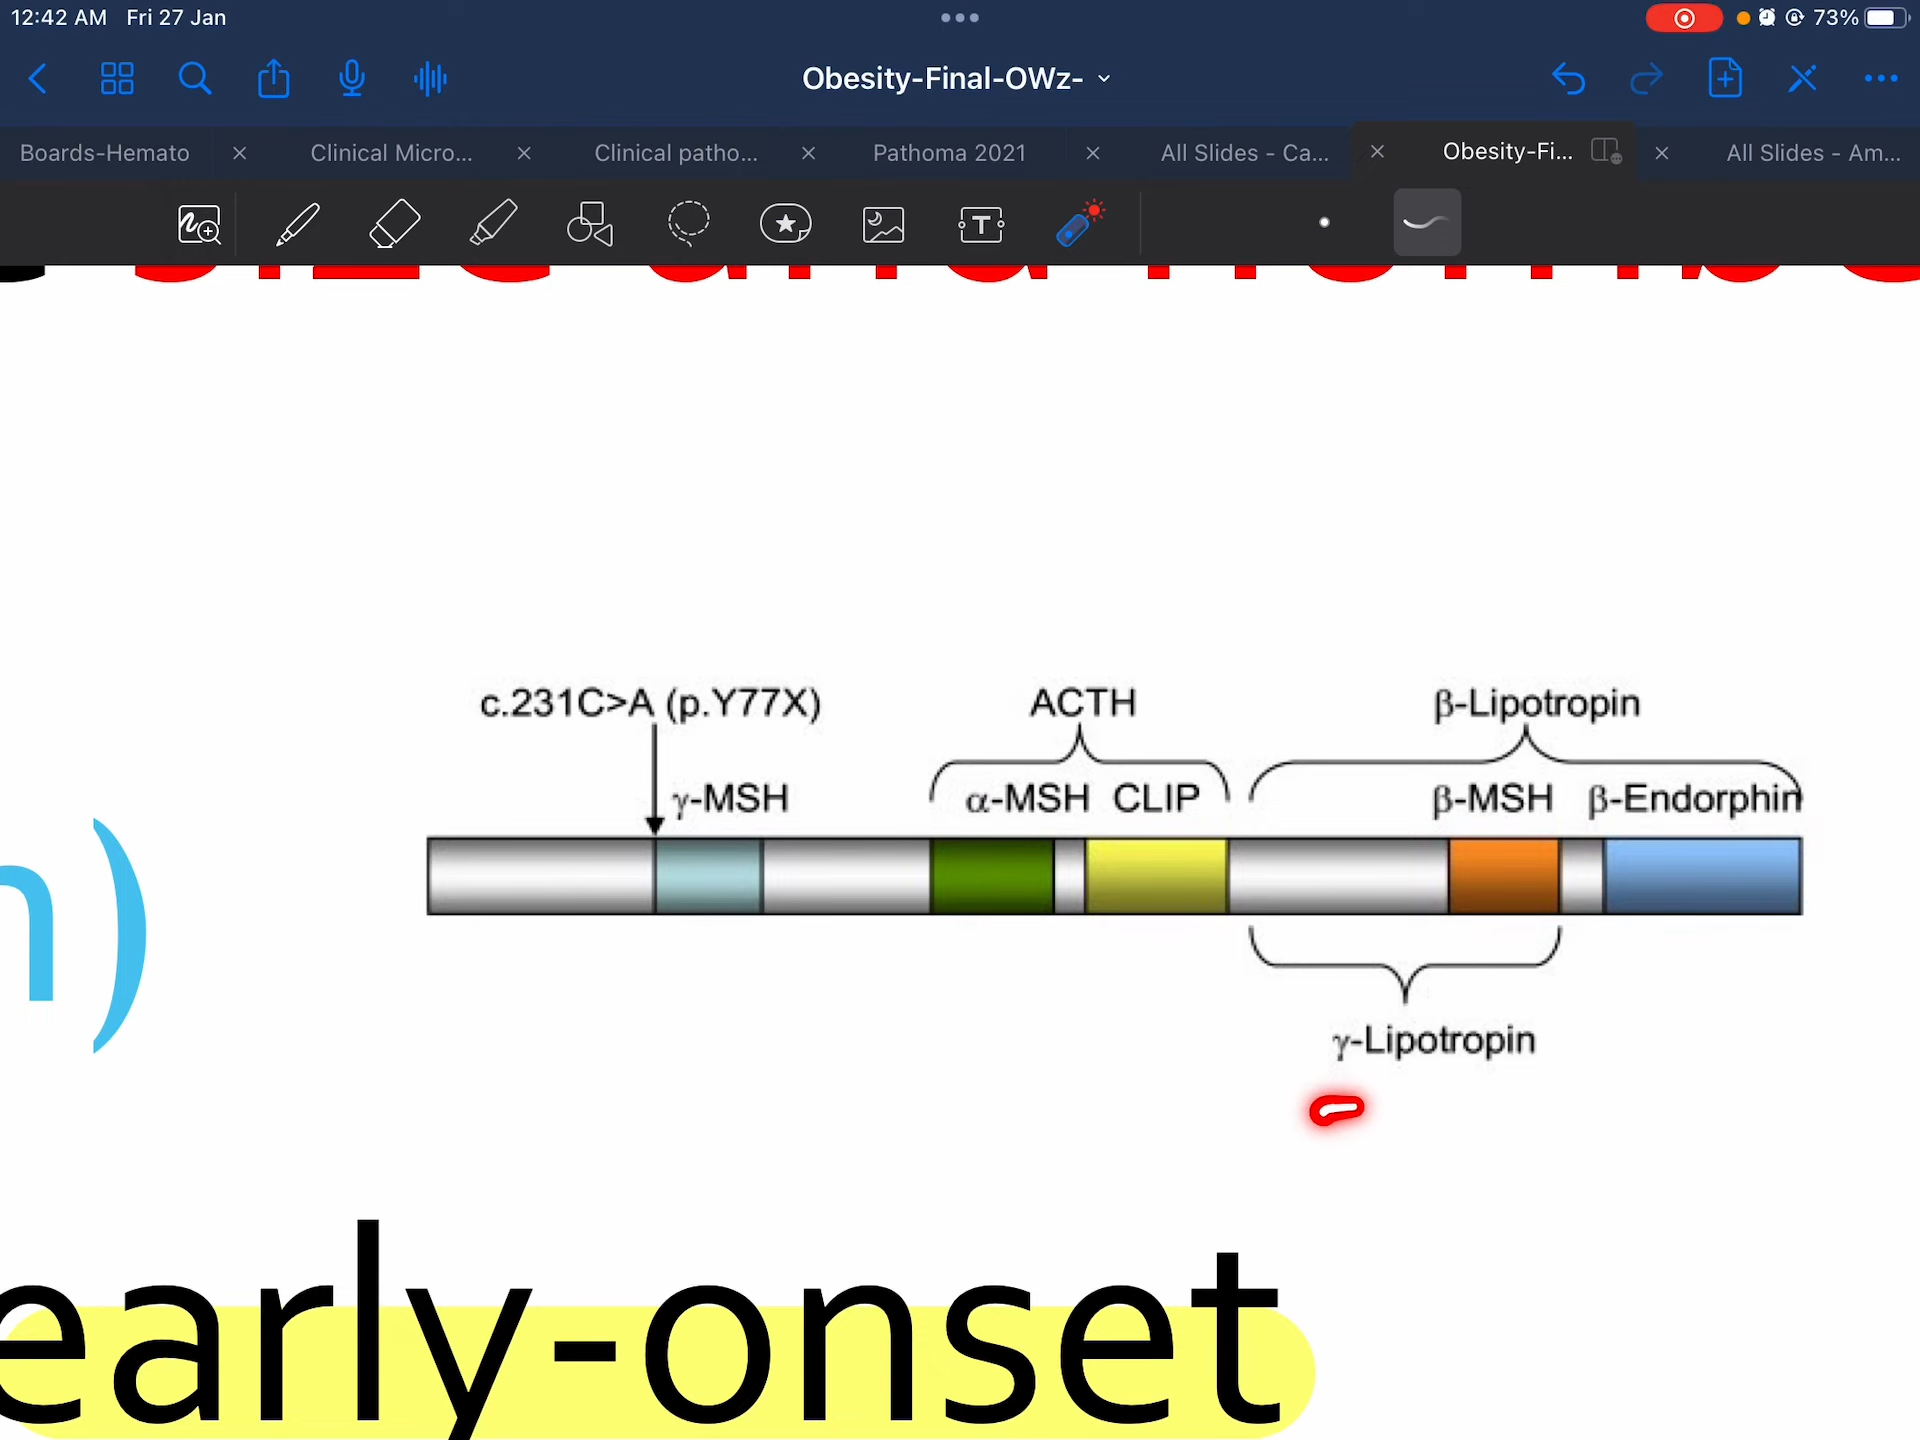 12:42 AM Fri 27 Jan
73%
Obesity-Final-OWz-
Boards-Hemato
Clinical Micro...
Clinical patho...
Pathoma 2021
All Slides - Ca...
Obesity-Fi...
All Slides - Am...
c.231C>A (p.Y77X)
ACTH
β-Lipotropin
γ-MSH
α-MSH CLIP
β-MSH β-Endorphin
n)
γ-Lipotropin
early-onset